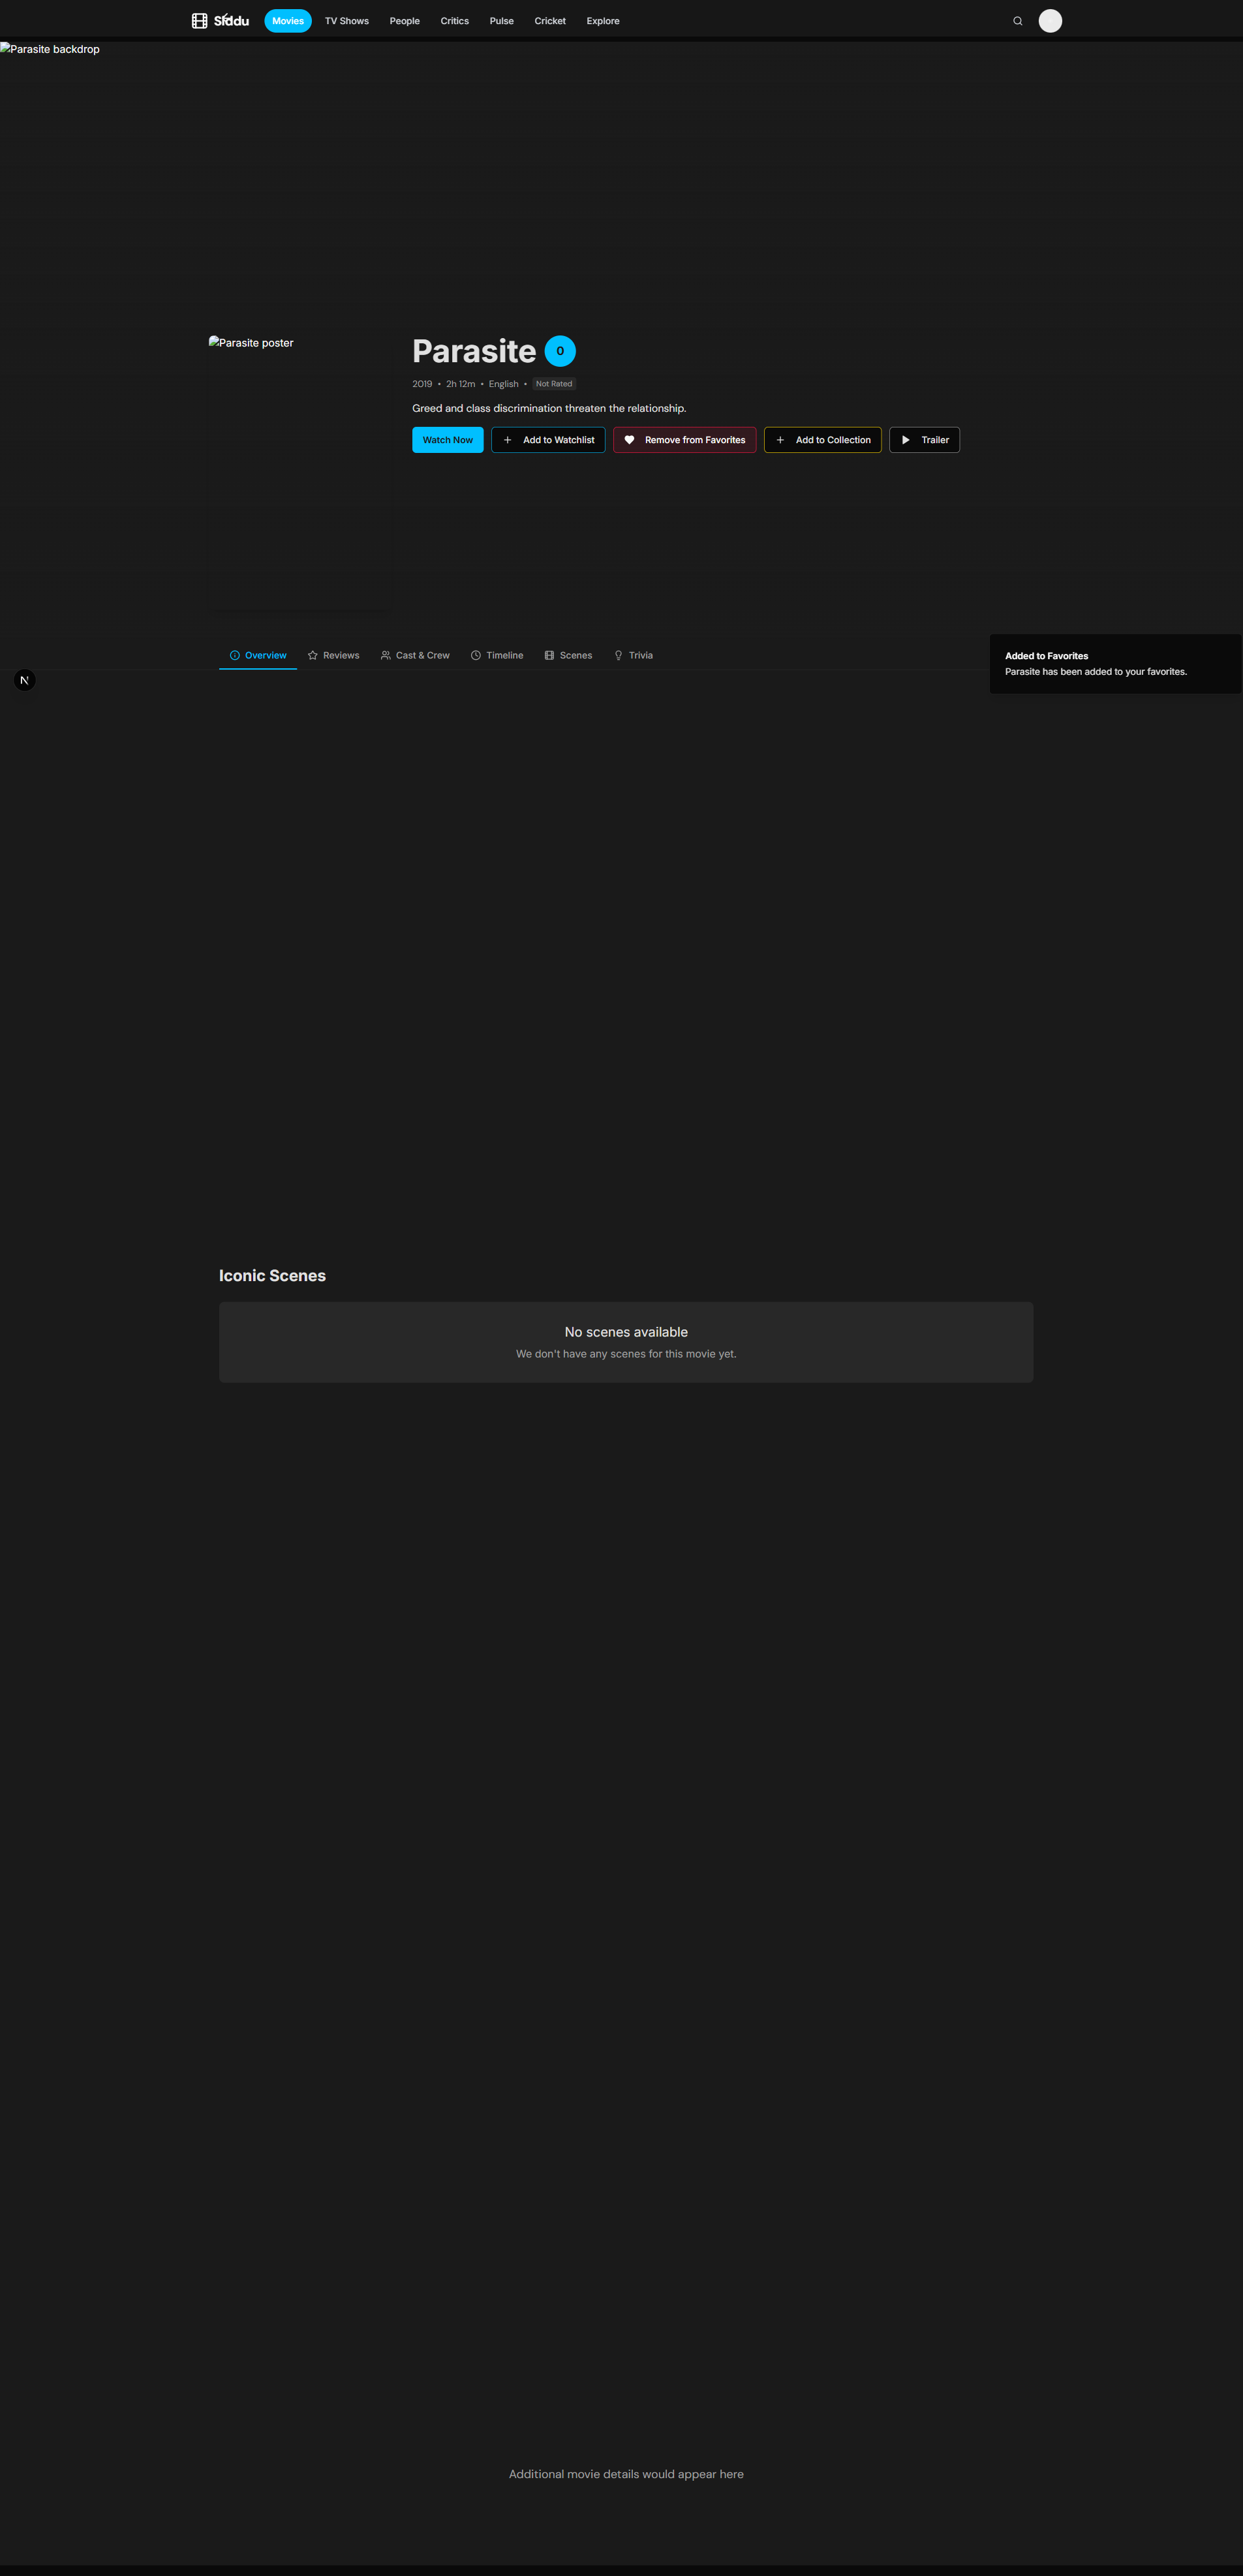 Siddu
Movies
TV Shows
People
Critics
Pulse
Cricket
Explore
Parasite backdrop
Parasite poster
Parasite 0
2019 • 2h 12m • English • Not Rated
Greed and class discrimination threaten the relationship.
Watch Now
Add to Watchlist
Remove from Favorites
Add to Collection
Trailer
Overview
Reviews
Cast & Crew
Timeline
Scenes
Trivia
Added to Favorites
Parasite has been added to your favorites.
N
Iconic Scenes
No scenes available
We don't have any scenes for this movie yet.
Additional movie details would appear here